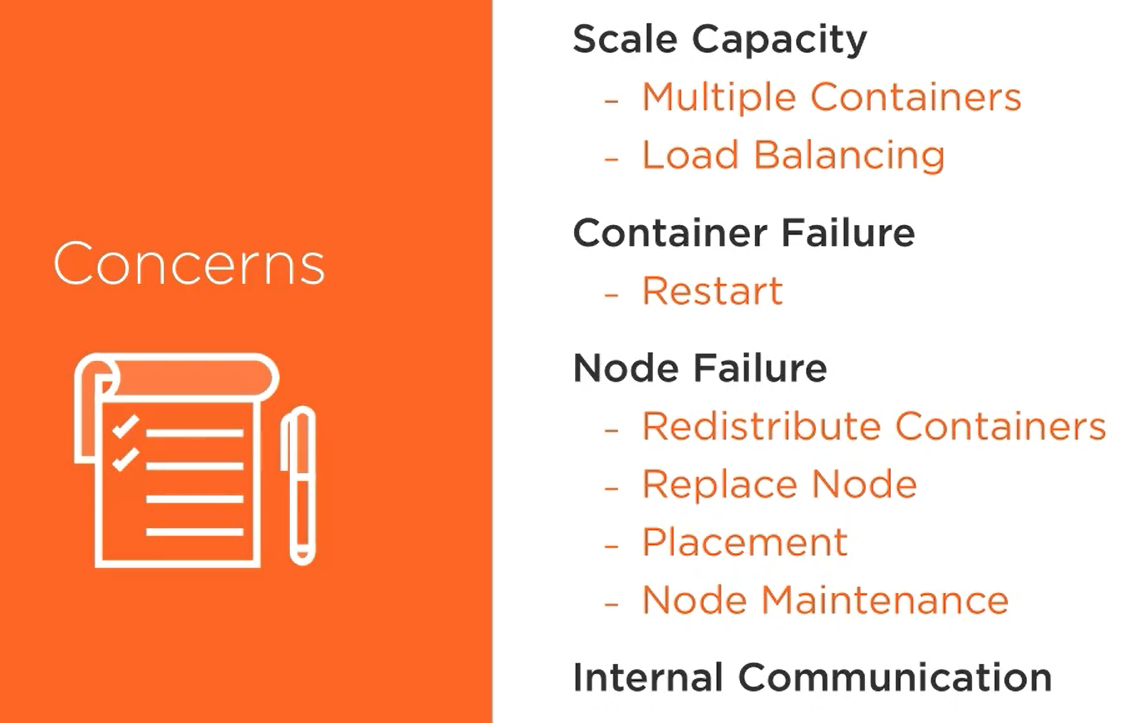 Concerns
Scale Capacity
- Multiple Containers
- Load Balancing
Container Failure
- Restart
Node Failure
- Redistribute Containers
- Replace Node
- Placement
- Node Maintenance
Internal Communication